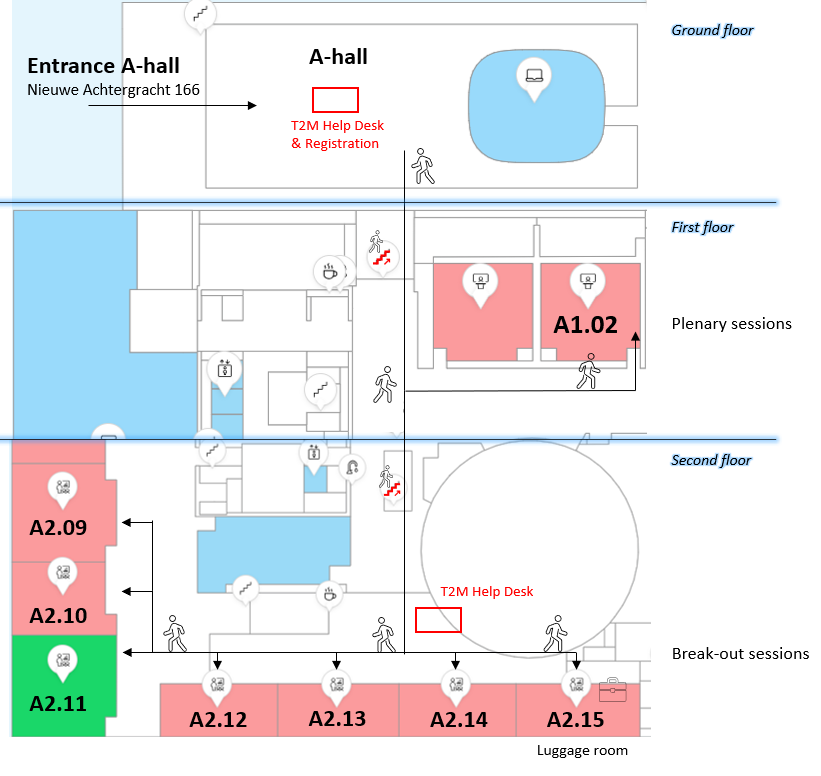 Ground floor
Entrance A-hall
Nieuwe Achtergracht 166
A-hall
T2M Help Desk
& Registration
First floor
A1.02
Plenary sessions
Second floor
A2.09
A2.10
A2.11
T2M Help Desk
Break-out sessions
A2.12
A2.13
A2.14
A2.15
Luggage room